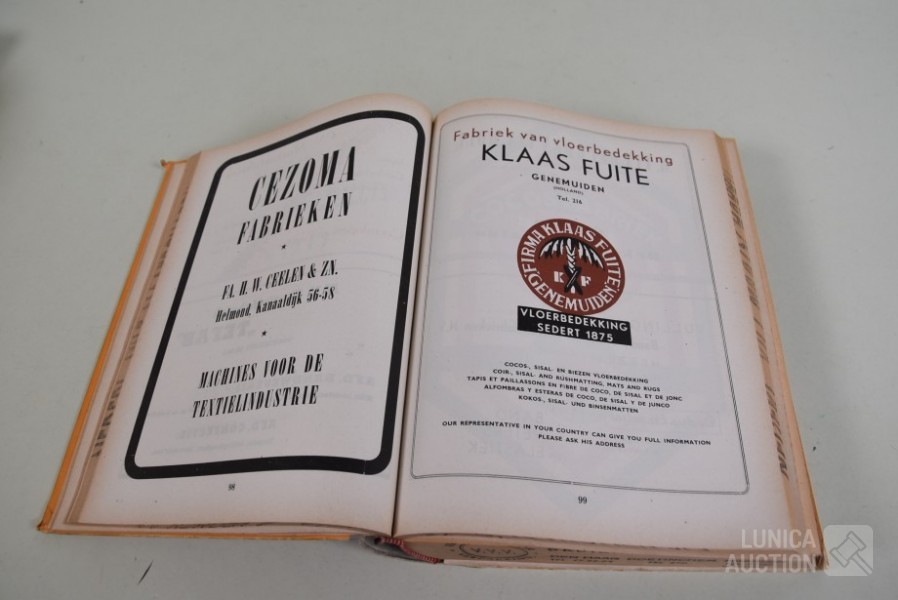 CEZOMA
FABRIEKEN
*
FA. H. W. CEELEN & ZN.
Helmond, Kanaaldijk 56-58
*
MACHINES VOOR DE
TEXTIELINDUSTRIE
98
Fabriek van vloerbedekking
KLAAS FUITE
GENEMUIDEN
(HOLLAND)
Tel. 216
FIRMA KLAAS FUITE
K F
GENEMUIDEN
VLOERBEDEKKING
SEDERT 1875
COCOS-, SISAL- EN BIEZEN VLOERBEDEKKING
COIR-, SISAL- AND RUSHMATTING, MATS AND RUGS
TAPIS ET PAILLASSONS EN FIBRE DE COCO, DE SISAL ET DE JONC
ALFOMBRAS Y ESTERAS DE COCO, DE SISAL Y DE JUNCO
KOKOS-, SISAL- UND BINSENMATTEN
OUR REPRESENTATIVE IN YOUR COUNTRY CAN GIVE YOU FULL INFORMATION
PLEASE ASK HIS ADDRESS
99
LUNICA
AUCTION